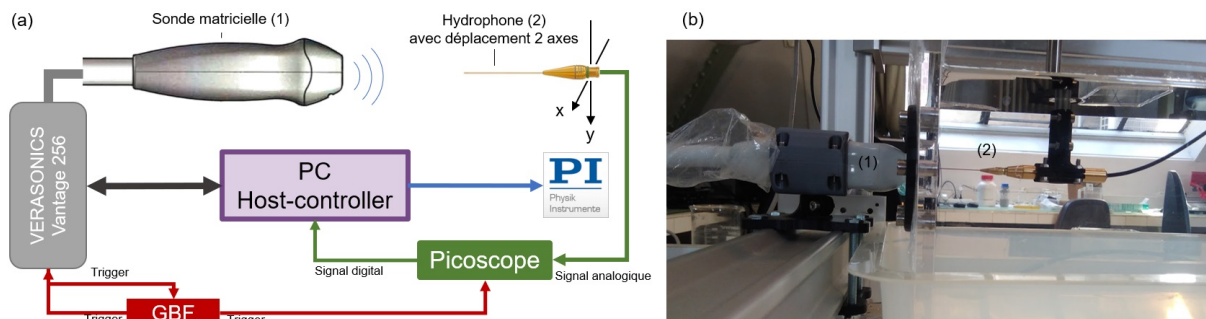 (a)
Sonde matricielle (1)
Hydrophone (2)
avec déplacement 2 axes
x
y
VERASONICS
Vantage 256
PC
Host-controller
PI
Physik
Instrumente
Picoscope
Signal digital
Signal analogique
Trigger
Trigger
GBF
Trigger
(b)
(1)
(2)